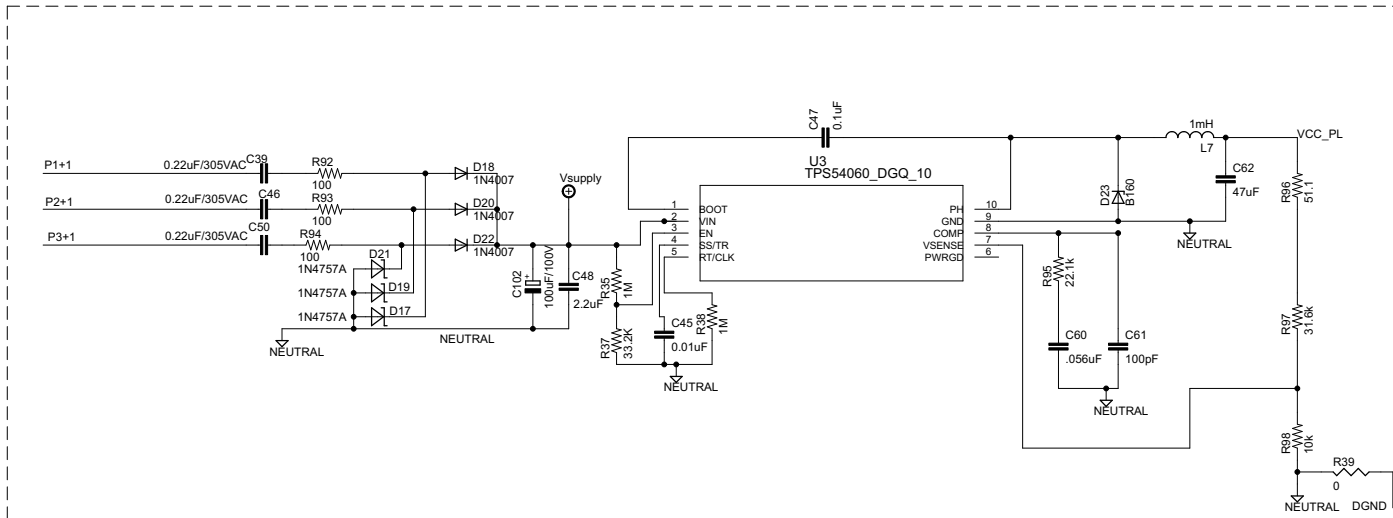 P1+1
0.22uF/305VAC
C39
R92
100
D18
1N4007
P2+1
0.22uF/305VAC
C46
R93
100
D20
1N4007
P3+1
0.22uF/305VAC
C50
R94
100
D22
1N4007
1N4757A
D21
1N4757A
D19
1N4757A
D17
NEUTRAL
NEUTRAL
Vsupply
C102
+
100uF/100V
C48
2.2uF
R35
1M
R37
33.2K
C45
0.01uF
R38
1M
NEUTRAL
C47
0.1uF
U3
TPS54060_DGQ_10
1
BOOT
2
VIN
3
EN
4
SS/TR
5
RT/CLK
PH
10
GND
9
COMP
8
VSENSE
7
PWRGD
6
D23
B160
1mH
L7
VCC_PL
C62
47uF
NEUTRAL
R95
22.1k
C60
.056uF
C61
100pF
NEUTRAL
R96
51.1
R97
31.6k
R98
10k
R39
0
NEUTRAL
DGND